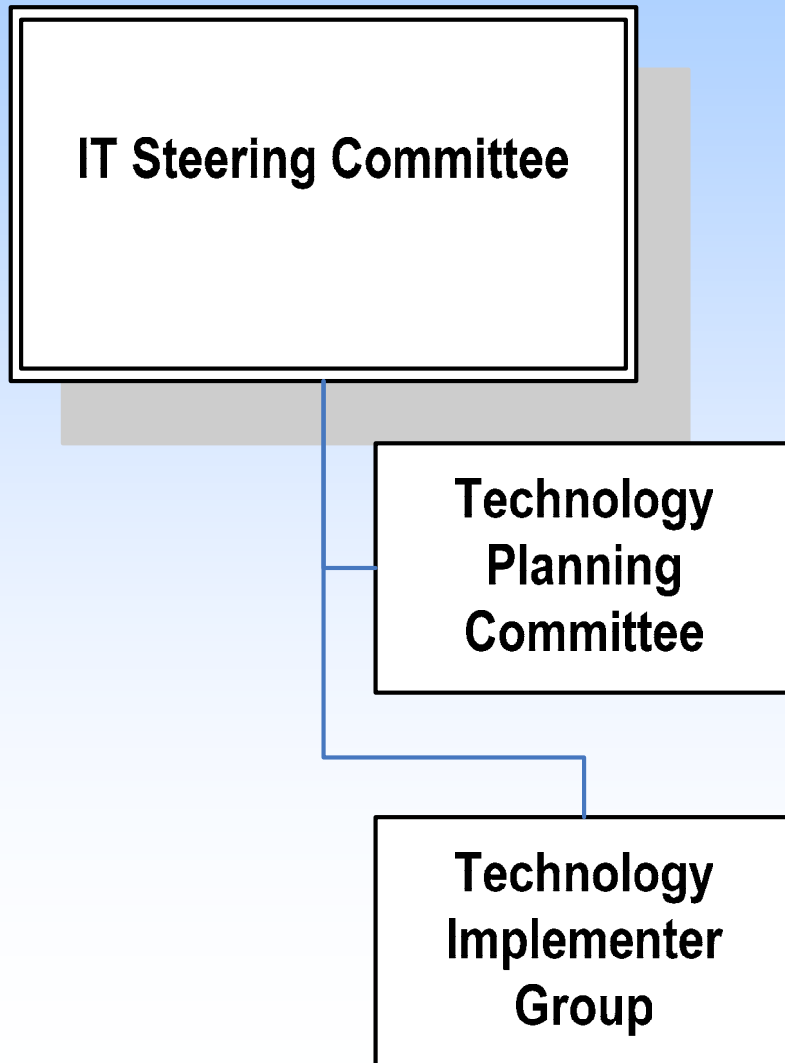 IT Steering Committee
Technology
Planning
Committee
Technology
Implementer
Group